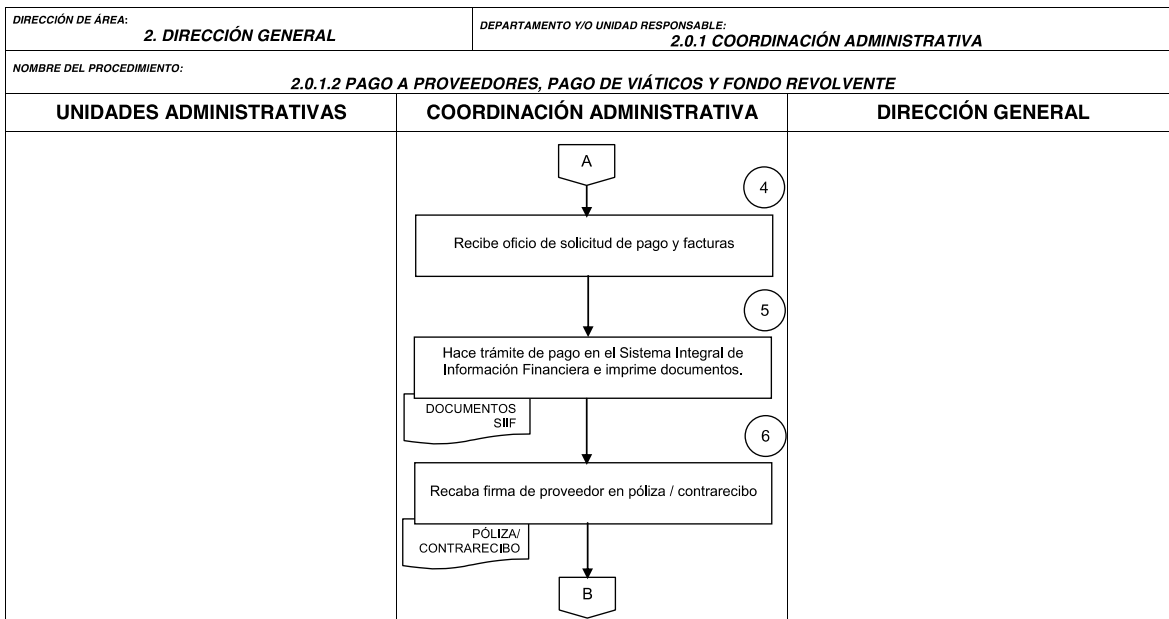 DIRECCIÓN DE ÁREA:
2. DIRECCIÓN GENERAL
DEPARTAMENTO Y/O UNIDAD RESPONSABLE:
2.0.1 COORDINACIÓN ADMINISTRATIVA
NOMBRE DEL PROCEDIMIENTO:
2.0.1.2 PAGO A PROVEEDORES, PAGO DE VIÁTICOS Y FONDO REVOLVENTE
UNIDADES ADMINISTRATIVAS
COORDINACIÓN ADMINISTRATIVA
DIRECCIÓN GENERAL
A
4
Recibe oficio de solicitud de pago y facturas
5
Hace trámite de pago en el Sistema Integral de
Información Financiera e imprime documentos.
DOCUMENTOS
SIIF
6
Recaba firma de proveedor en póliza / contrarecibo
PÓLIZA/
CONTRARECIBO
B